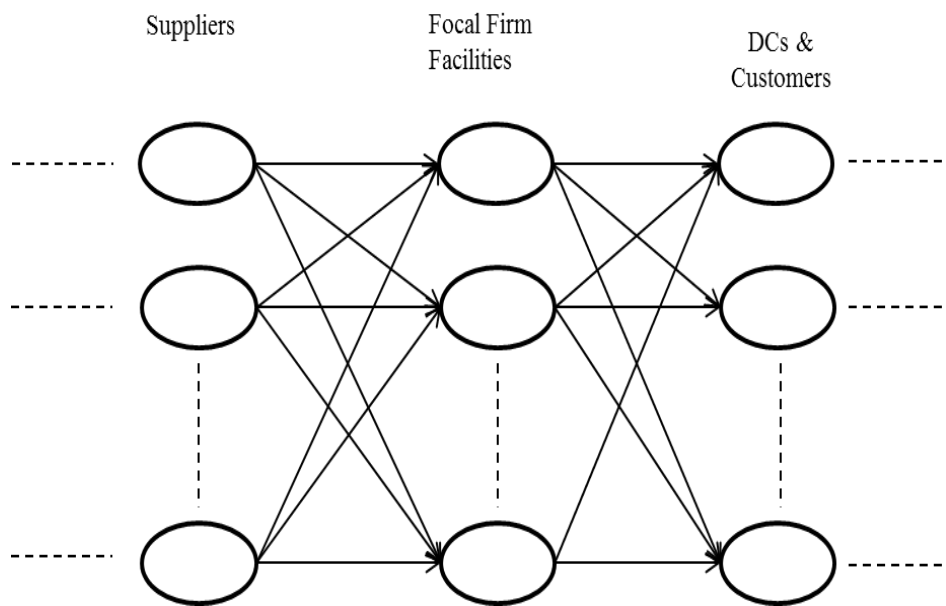 Suppliers
Focal Firm
Facilities
DCs &
Customers